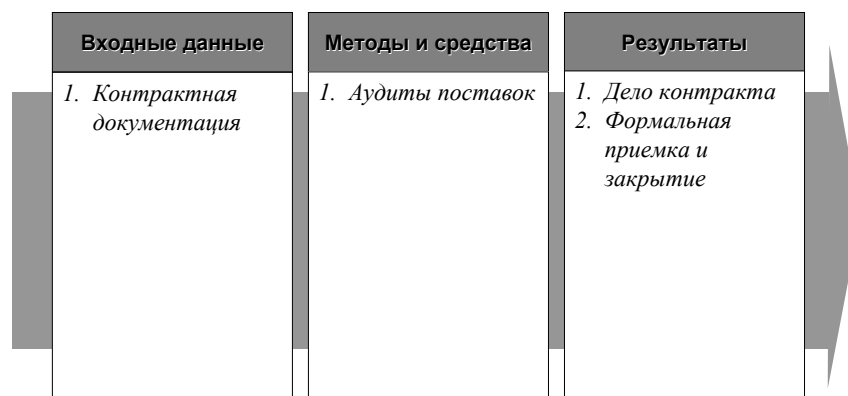 Входные данные
1. Контрактная
документация
Методы и средства
1. Аудиты поставок
Результаты
1. Дело контракта
2. Формальная
приемка и
закрытие